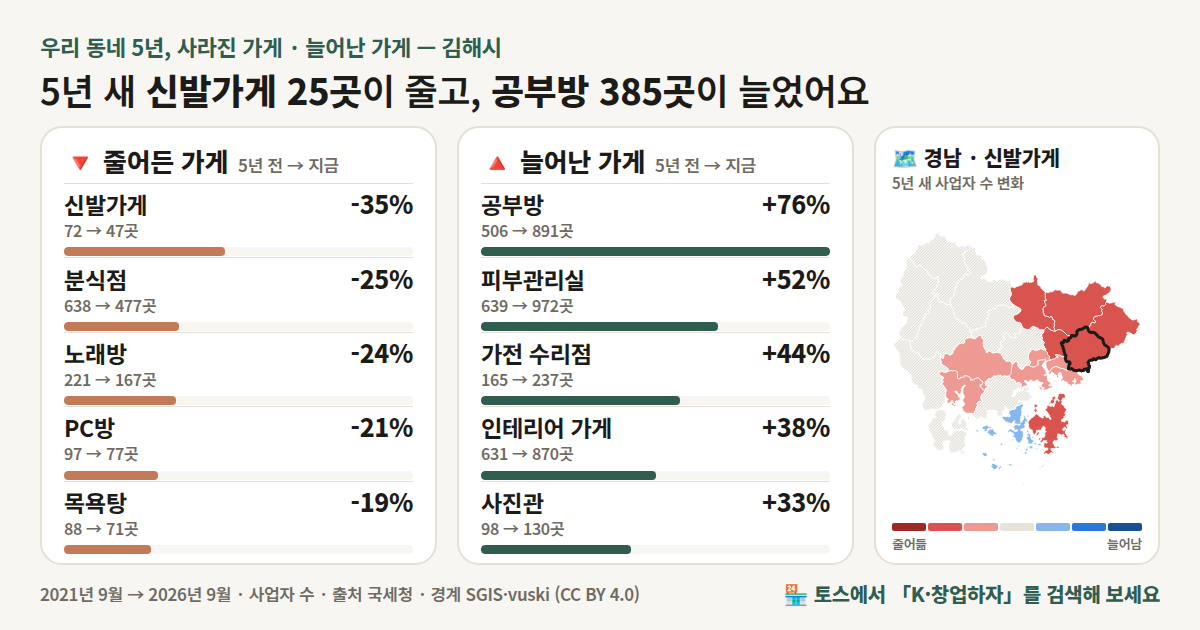 우리 동네 5년, 사라진 가게 · 늘어난 가게 — 김해시
5년 새 신발가게 25곳이 줄고, 공부방 385곳이 늘었어요
🔻 줄어든 가게 5년 전 → 지금
신발가게 -35%
72 → 47곳
분식점 -25%
638 → 477곳
노래방 -24%
221 → 167곳
PC방 -21%
97 → 77곳
목욕탕 -19%
88 → 71곳
🔺 늘어난 가게 5년 전 → 지금
공부방 +76%
506 → 891곳
피부관리실 +52%
639 → 972곳
가전 수리점 +44%
165 → 237곳
인테리어 가게 +38%
631 → 870곳
사진관 +33%
98 → 130곳
🗺️ 경남 · 신발가게
5년 새 사업자 수 변화
줄어듦 늘어남
2021년 9월 → 2026년 9월 · 사업자 수 · 출처 국세청 · 경계 SGIS·vuski (CC BY 4.0)
🏪 토스에서 「K·창업하자」를 검색해 보세요